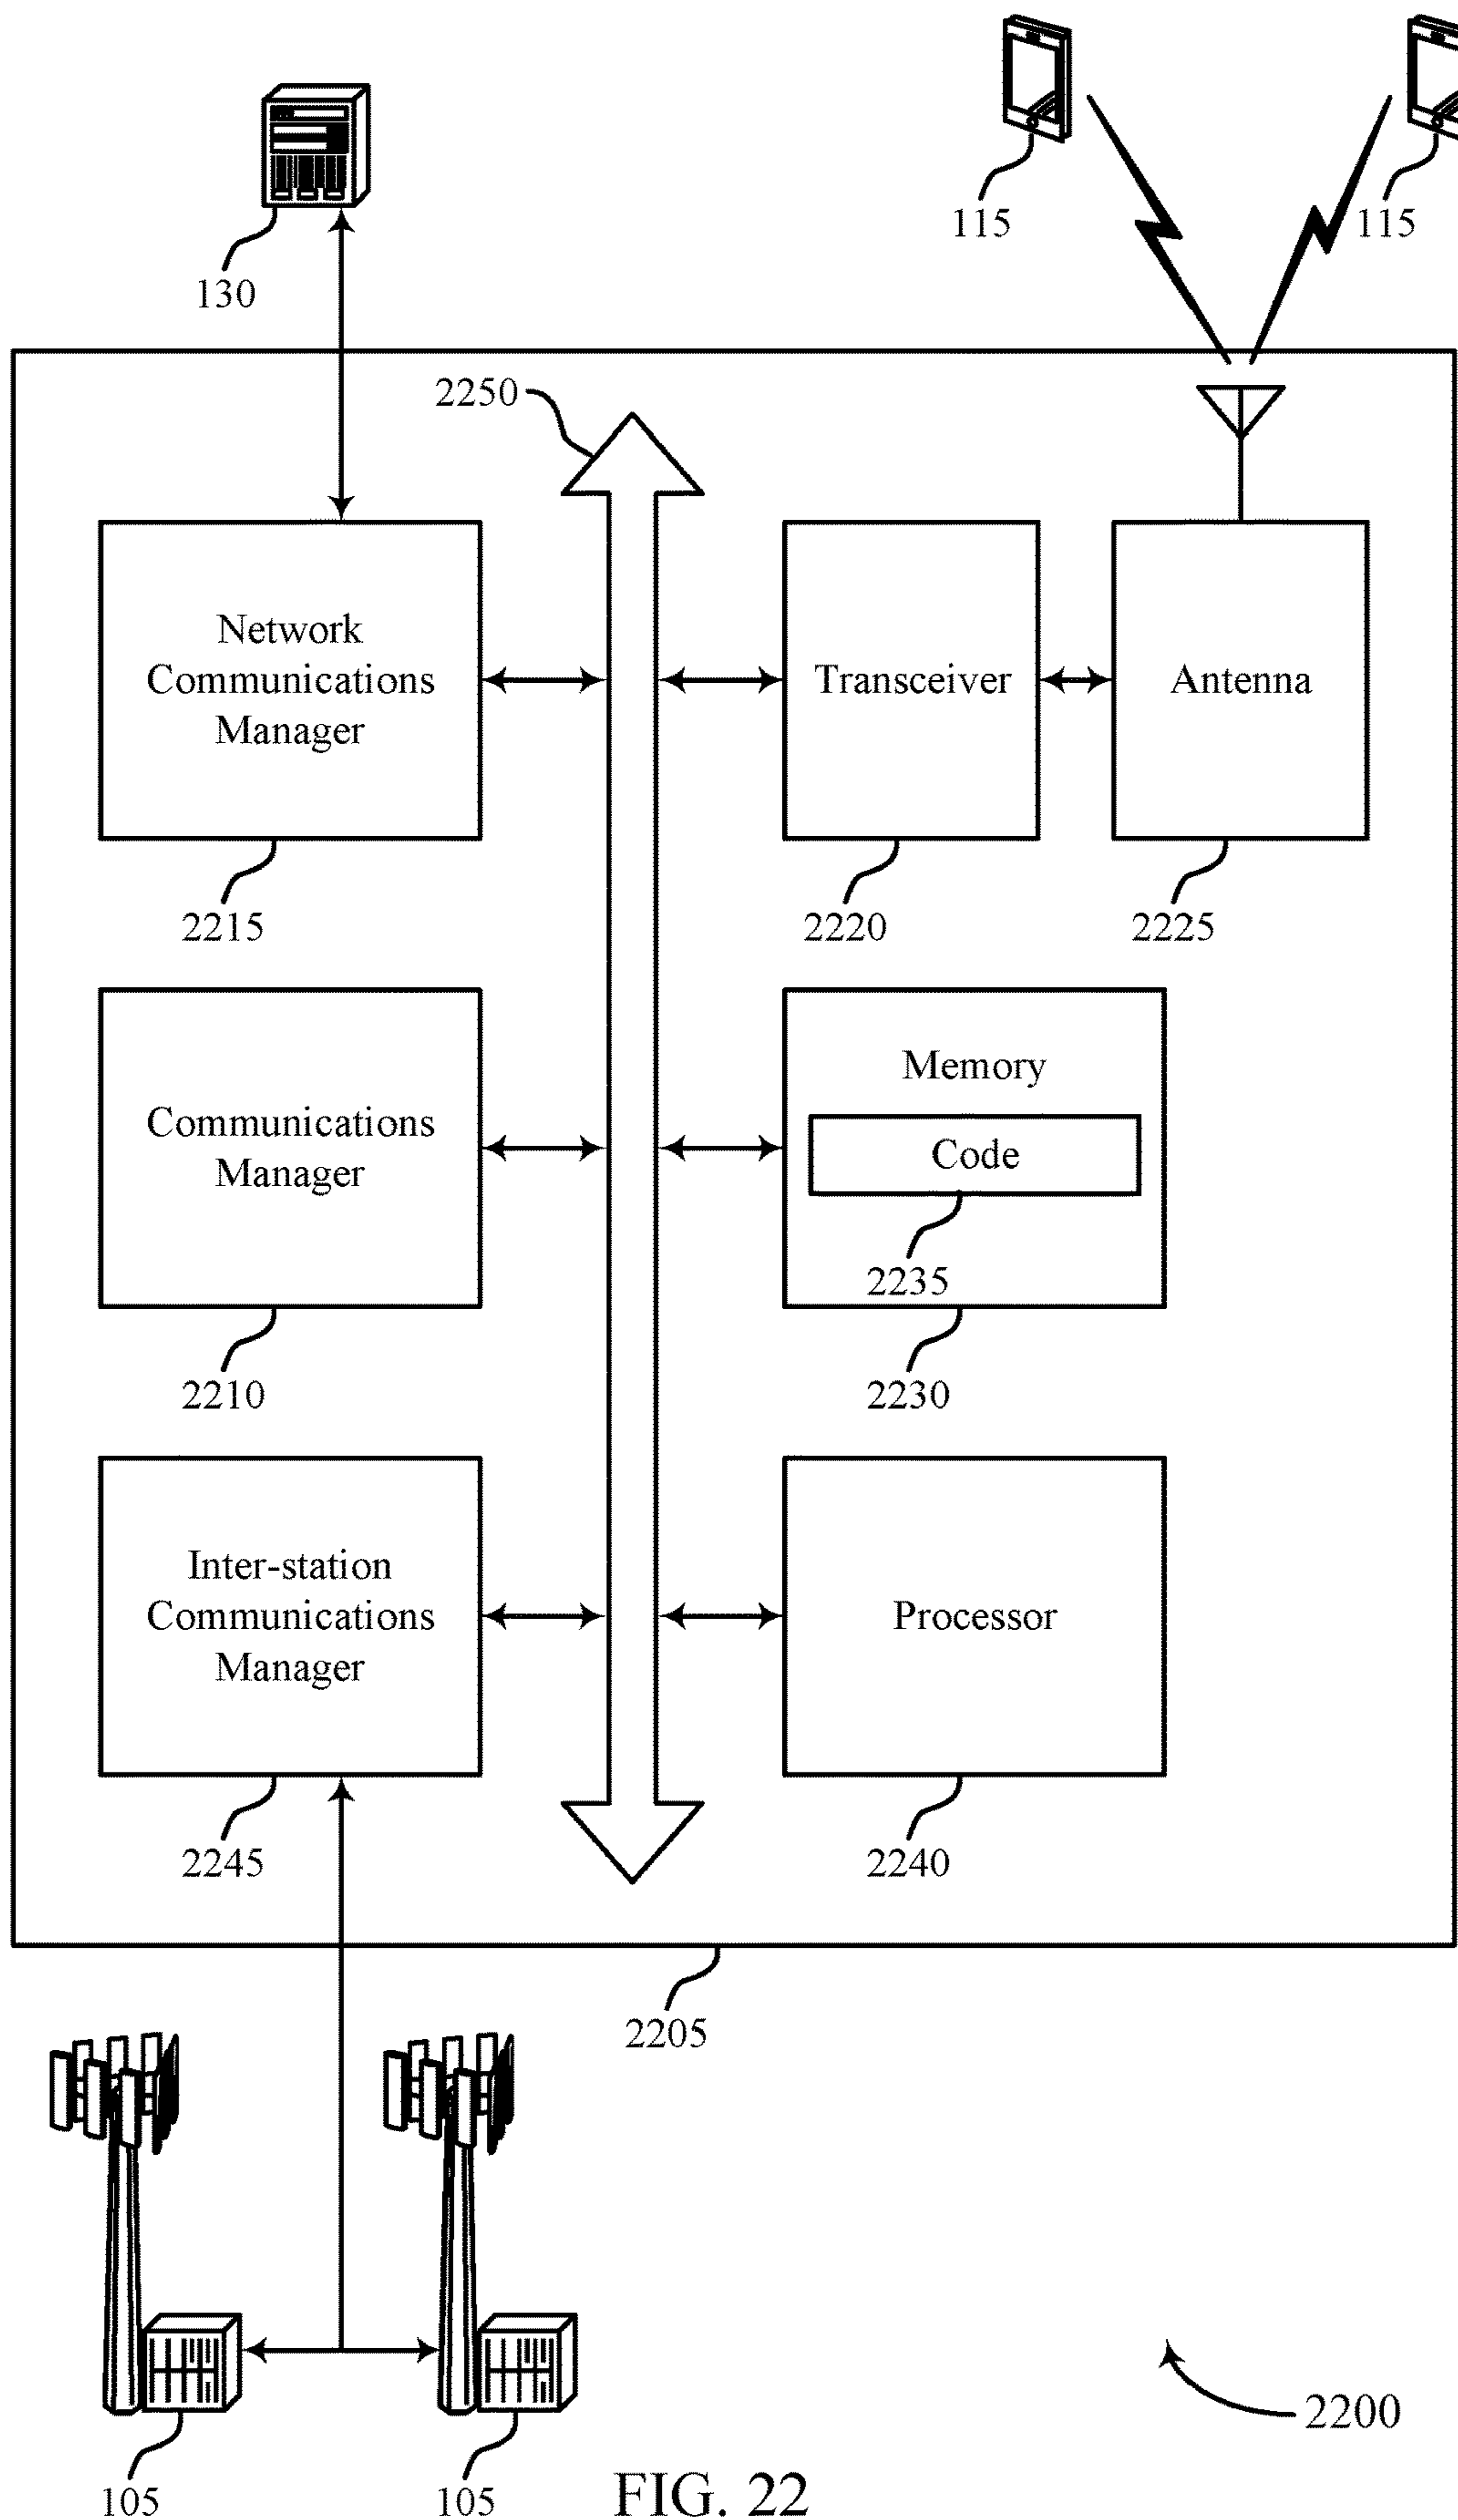 115
115
130
2250
Network
Communications
Manager
Transceiver
Antenna
2215
2220
2225
Communications
Manager
Memory
Code
2235
2210
2230
Inter-station
Communications
Manager
Processor
2245
2240
2205
2200
105
105
FIG. 22